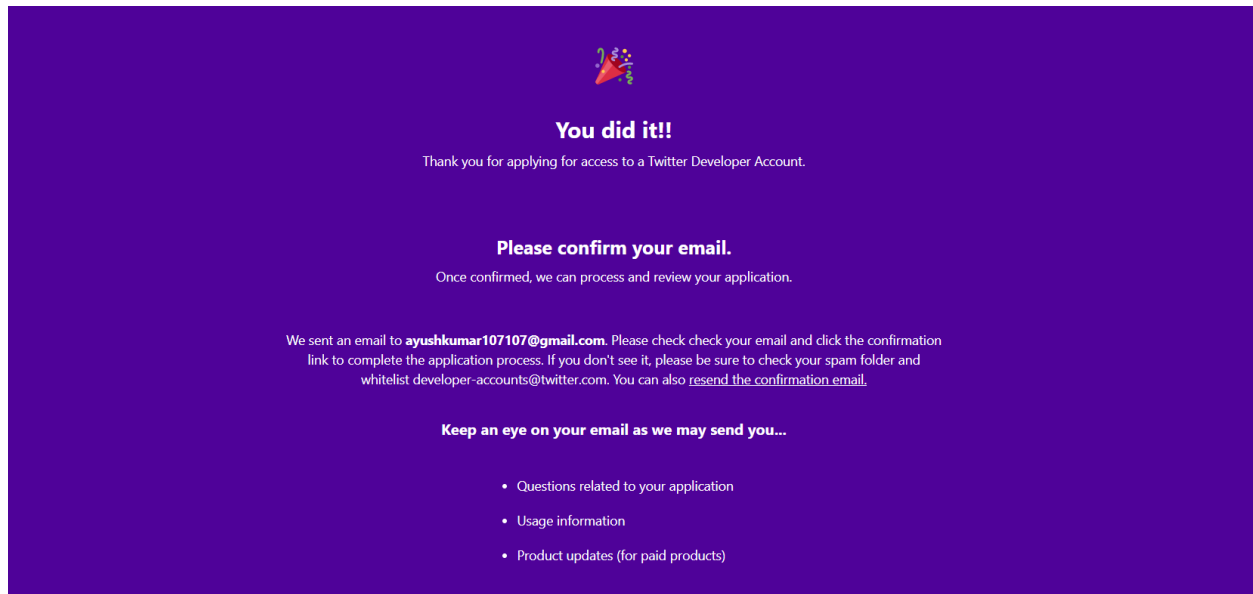 You did it!!
Thank you for applying for access to a Twitter Developer Account.
Please confirm your email.
Once confirmed, we can process and review your application.
We sent an email to ayushkumar107107@gmail.com. Please check check your email and click the confirmation
link to complete the application process. If you don't see it, please be sure to check your spam folder and
whitelist developer-accounts@twitter.com. You can also resend the confirmation email.
Keep an eye on your email as we may send you...
• Questions related to your application
• Usage information
• Product updates (for paid products)